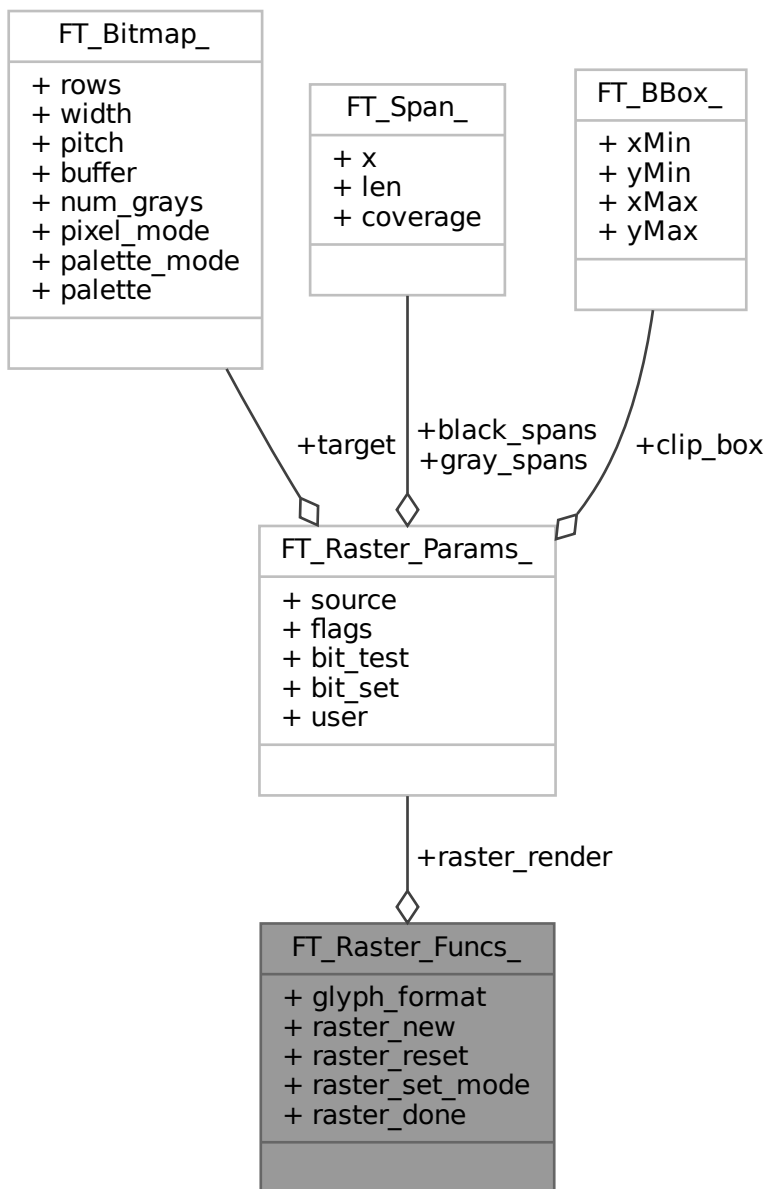 FT_Bitmap_
+ rows
+ width
+ pitch
+ buffer
+ num_grays
+ pixel_mode
+ palette_mode
+ palette
FT_Span_
+ x
+ len
+ coverage
FT_BBox_
+ xMin
+ yMin
+ xMax
+ yMax
+target
+black_spans
+gray_spans
+clip_box
FT_Raster_Params_
+ source
+ flags
+ bit_test
+ bit_set
+ user
+raster_render
FT_Raster_Funcs_
+ glyph_format
+ raster_new
+ raster_reset
+ raster_set_mode
+ raster_done